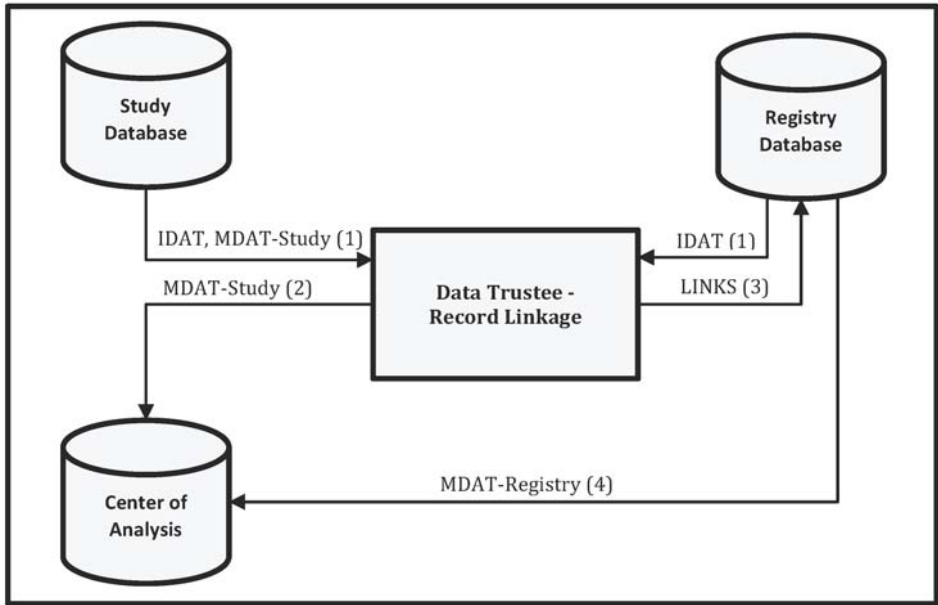 Study
Database
Registry
Database
IDAT, MDAT-Study (1)
IDAT (1)
MDAT-Study (2)
Data Trustee -
Record Linkage
LINKS (3)
MDAT-Registry (4)
Center of
Analysis